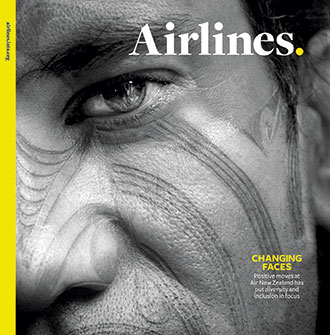 Airlines.
CHANGING
FACES
Positive moves at
Air New Zealand has
put diversity and
inclusion in focus